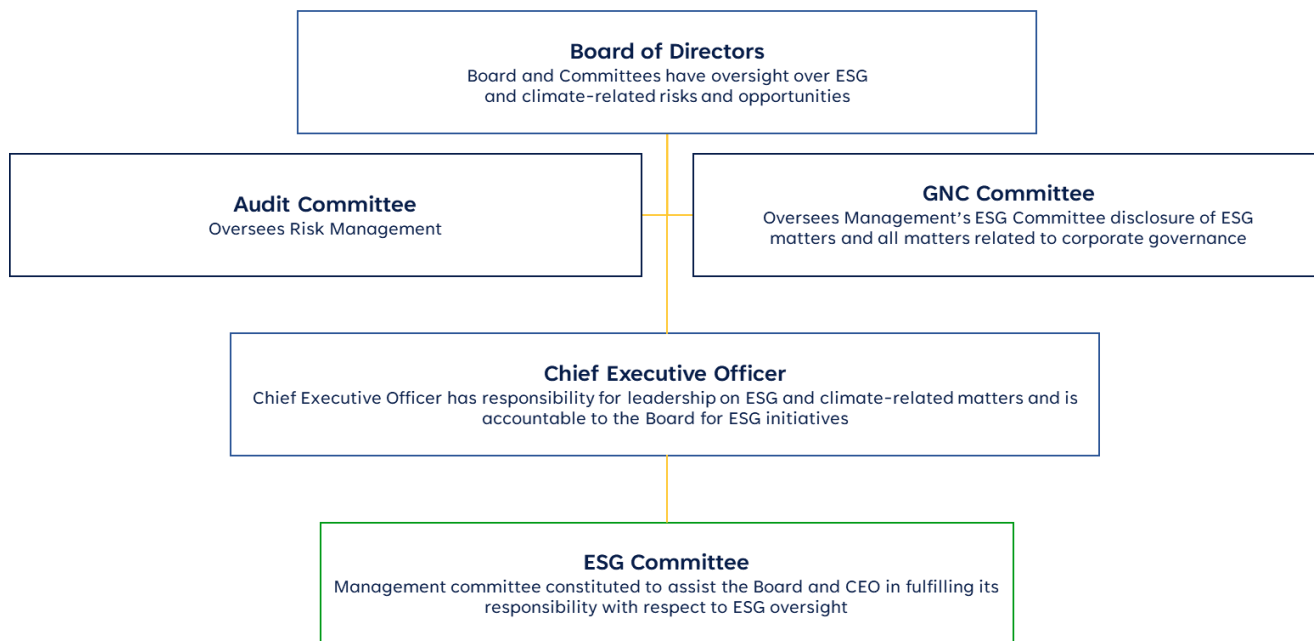 Board of Directors
Board and Committees have oversight over ESG
and climate-related risks and opportunities
Audit Committee
Oversees Risk Management
GNC Committee
Oversees Management’s ESG Committee disclosure of ESG
matters and all matters related to corporate governance
Chief Executive Officer
Chief Executive Officer has responsibility for leadership on ESG and climate-related matters and is
accountable to the Board for ESG initiatives
ESG Committee
Management committee constituted to assist the Board and CEO in fulfilling its
responsibility with respect to ESG oversight